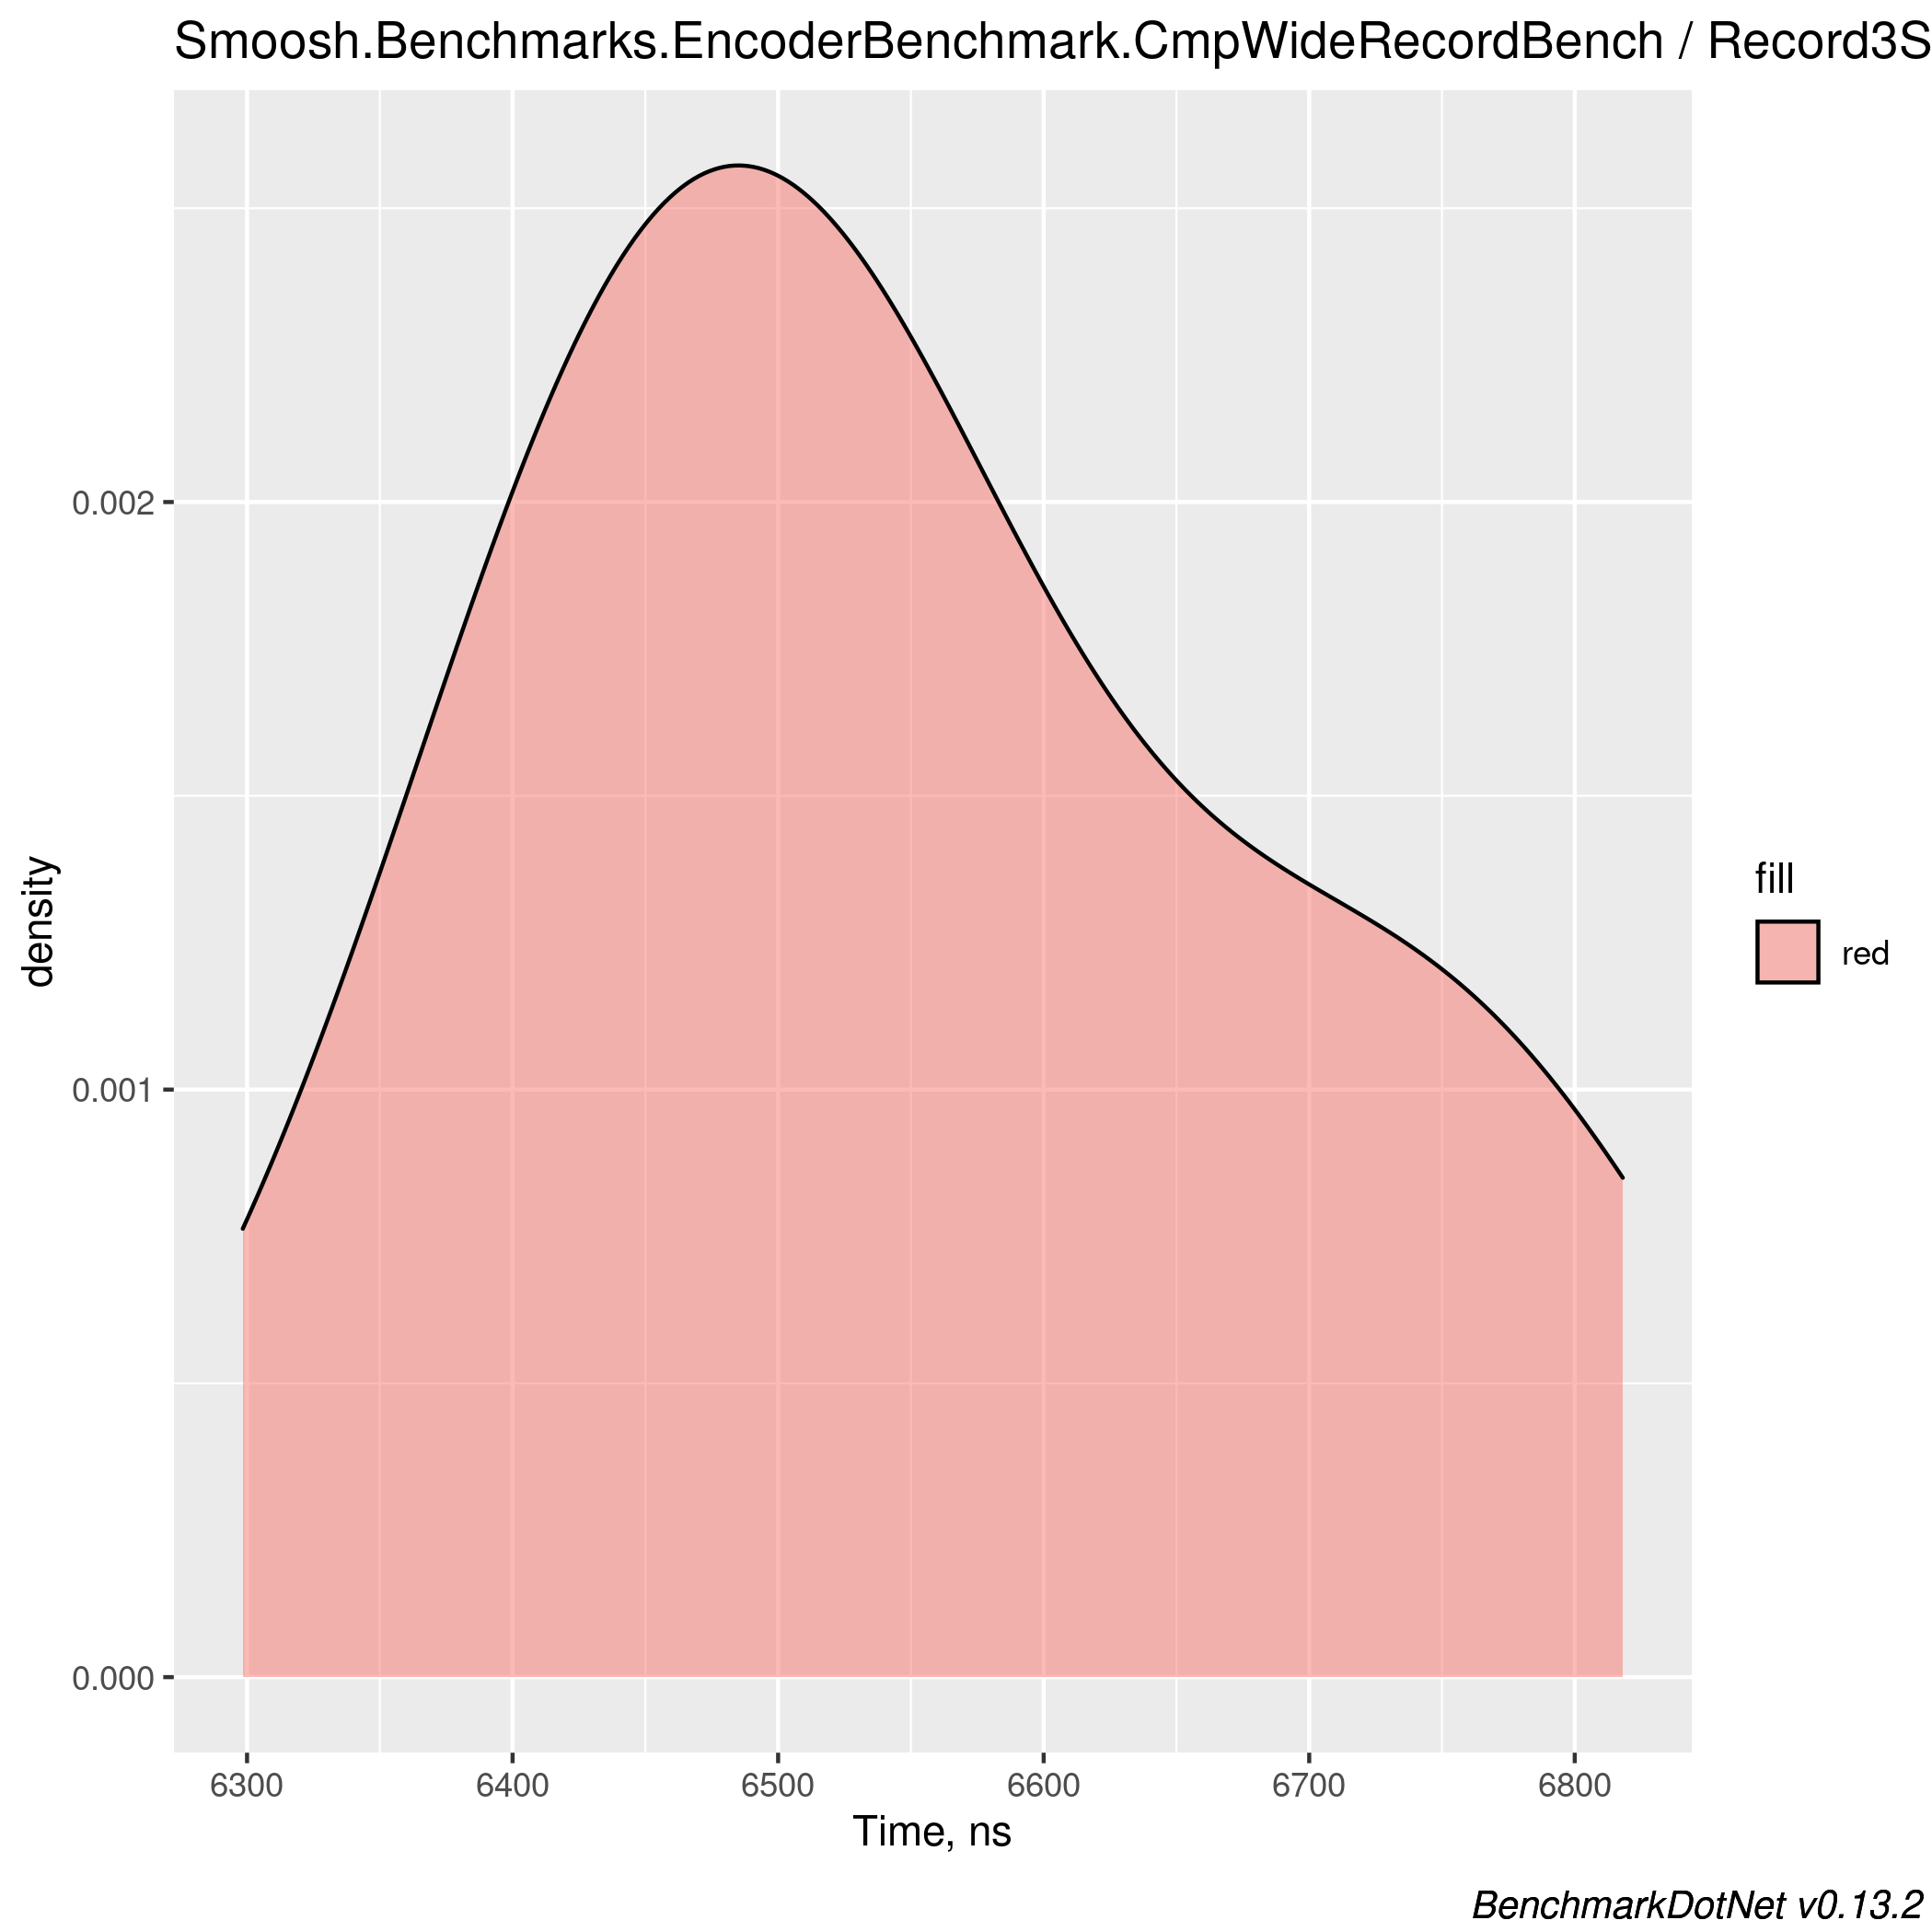 Smoosh.Benchmarks.EncoderBenchmark.CmpWideRecordBench / Record3S
density
0.002
0.001
0.000
6300 6400 6500 6600 6700 6800
Time, ns
fill
red
BenchmarkDotNet v0.13.2